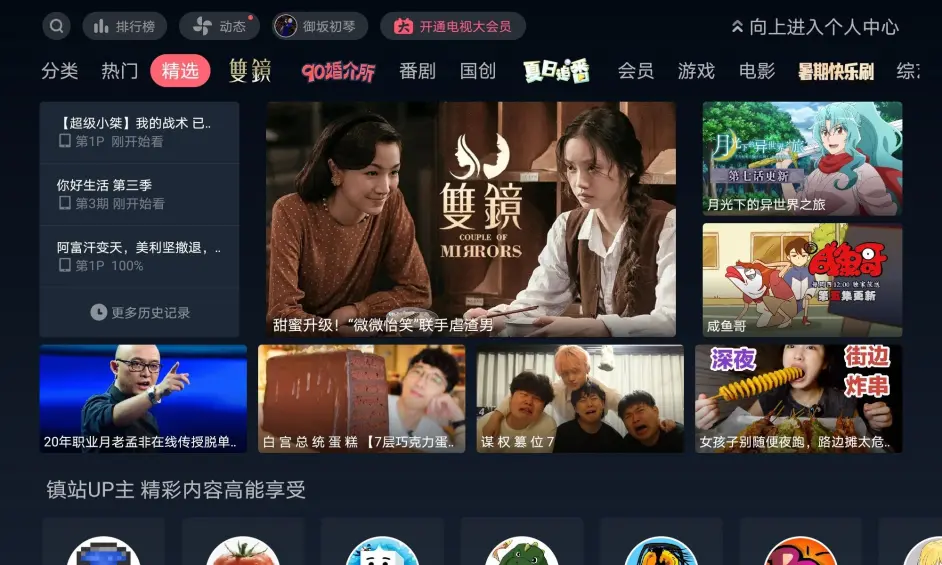 排行榜 动态 御坂初琴 开通电视大会员 向上进入个人中心
分类 热门 精选 雙鏡 90婚介所 番剧 国创 夏日追番 会员 游戏 电影 暑期快乐刷 综
【超级小桀】我的战术 已..
第1P 刚开始看
你好生活 第三季
第3期 刚开始看
阿富汗变天，美利坚撤退，..
第1P 100%
更多历史记录
雙鏡
COUPLE OF
MIRRORS
甜蜜升级！“微微怡笑”联手虐渣男
月光下的异世界之旅
第七话更新
月光下的异世界之旅
咸鱼哥
第五集更新
咸鱼哥
20年职业月老孟非在线传授脱单..
白宫总统蛋糕【7层巧克力蛋..
谋权篡位7
深夜
街边
炸串
女孩子别随便夜跑，路边摊太危..
镇站UP主 精彩内容高能享受